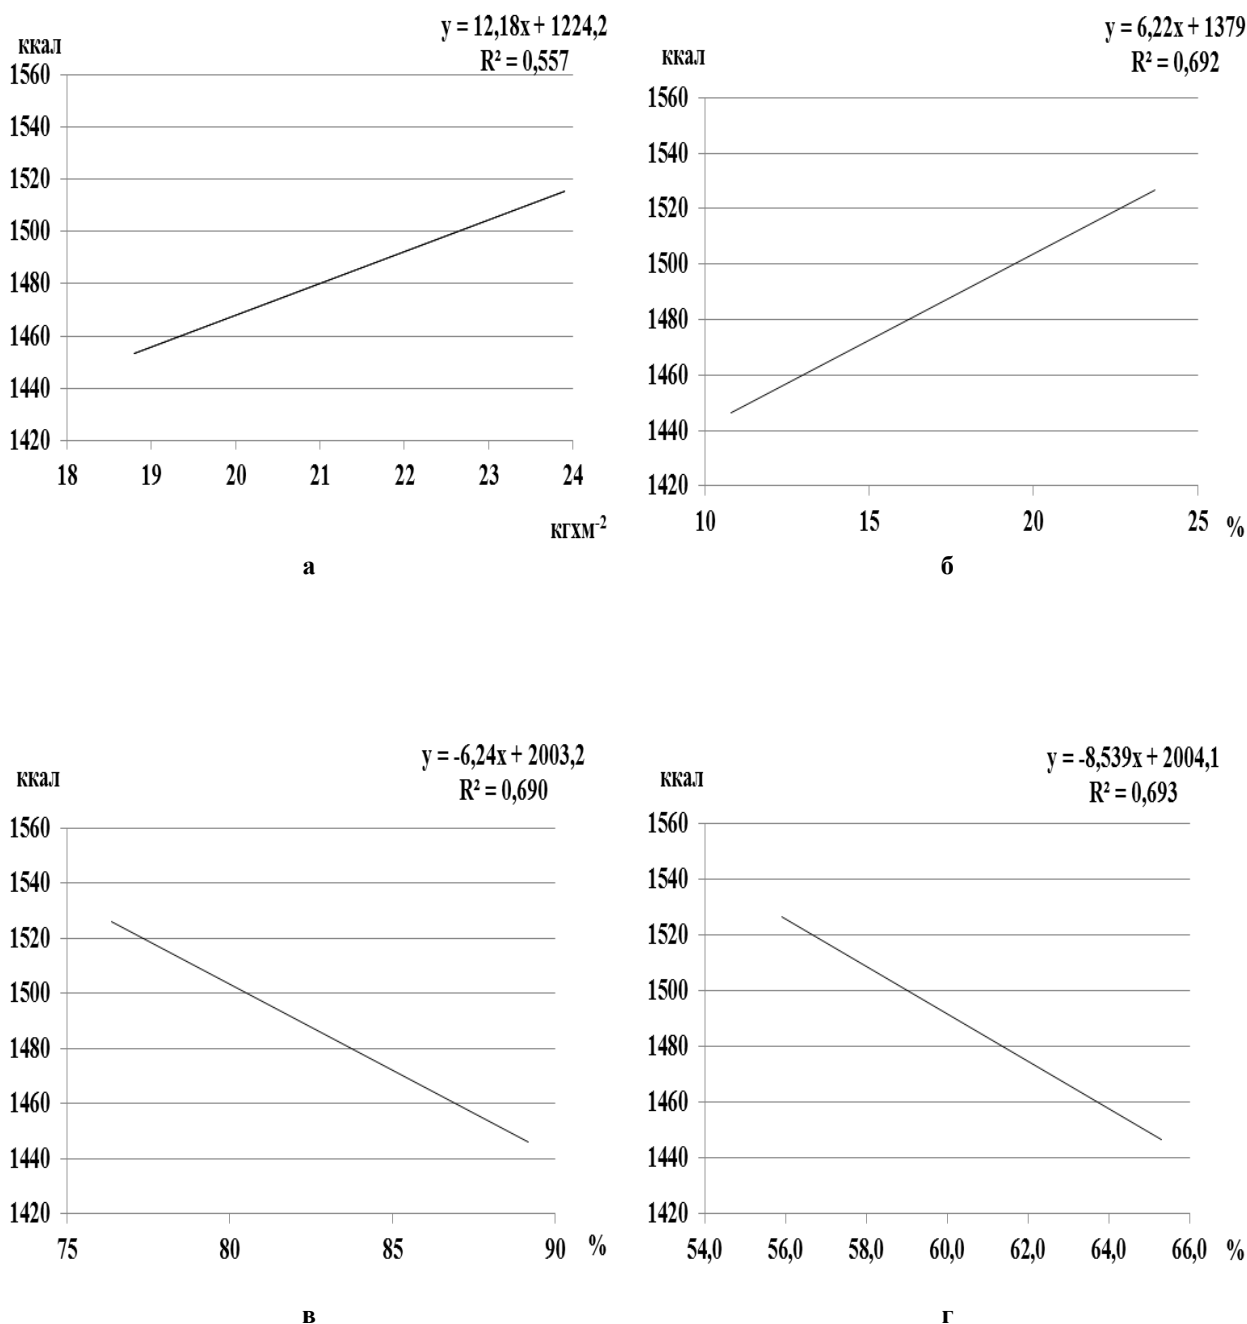 y = 12,18x + 1224,2
R² = 0,557
ккал
1560
1540
1520
1500
1480
1460
1440
1420
18 19 20 21 22 23 24
кгхм⁻²
а
y = 6,22x + 1379
R² = 0,692
ккал
1560
1540
1520
1500
1480
1460
1440
1420
10 15 20 25 %
б
y = -6,24x + 2003,2
R² = 0,690
ккал
1560
1540
1520
1500
1480
1460
1440
1420
75 80 85 90 %
в
y = -8,539x + 2004,1
R² = 0,693
ккал
1560
1540
1520
1500
1480
1460
1440
1420
54,0 56,0 58,0 60,0 62,0 64,0 66,0 %
г